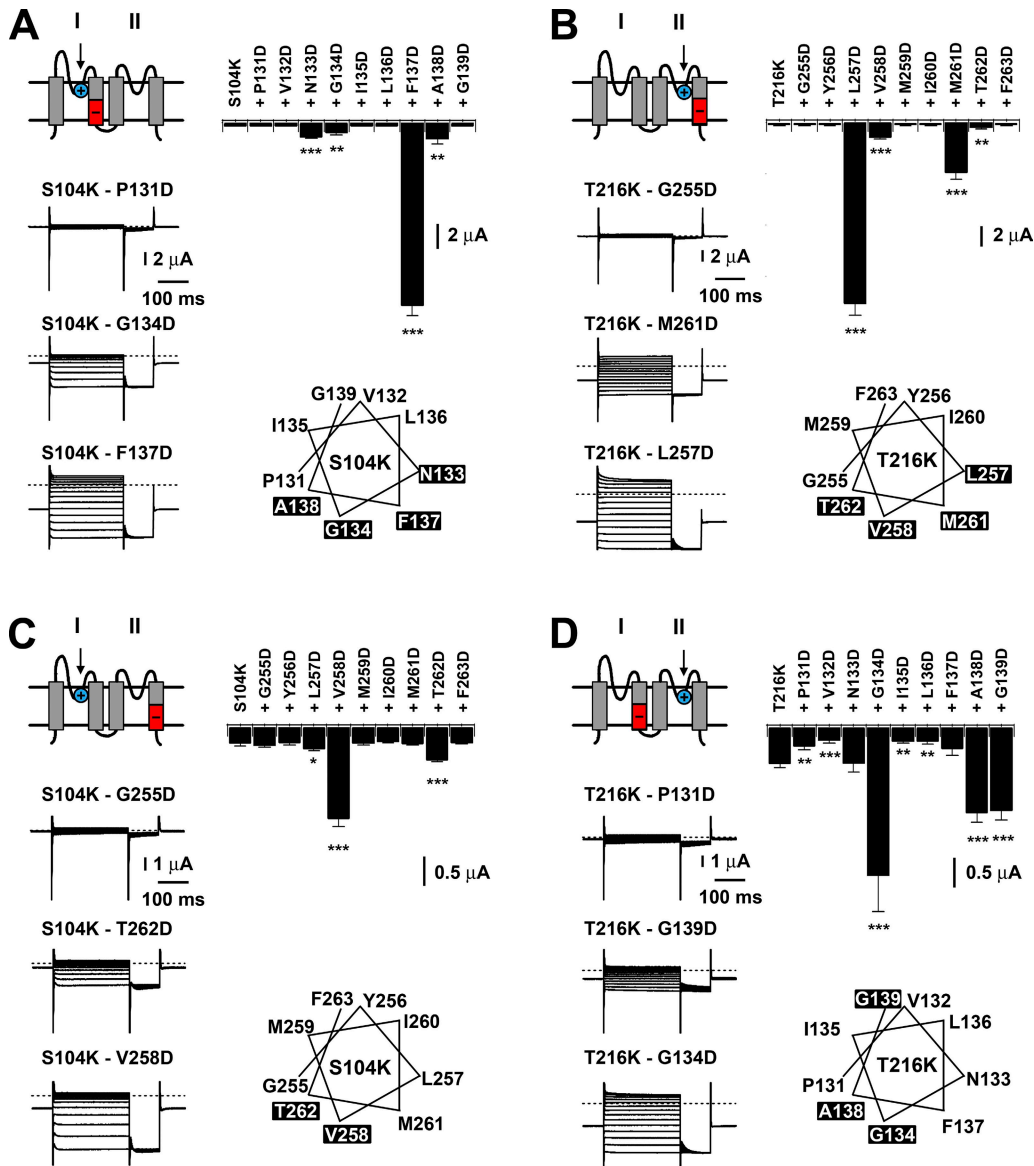 A
I II
+
−
S104K
+ P131D
+ V132D
+ N133D
+ G134D
+ I135D
+ L136D
+ F137D
+ A138D
+ G139D
***
**
***
**
2 µA
S104K - P131D
2 µA
100 ms
S104K - G134D
S104K - F137D
G139 V132
I135 L136
S104K
P131 N133
A138 F137
G134
B
I II
+
−
T216K
+ G255D
+ Y256D
+ L257D
+ V258D
+ M259D
+ I260D
+ M261D
+ T262D
+ F263D
***
***
***
**
2 µA
T216K - G255D
2 µA
100 ms
T216K - M261D
T216K - L257D
F263 Y256
M259 I260
T216K
G255 L257
T262 M261
V258
C
I II
+
−
S104K
+ G255D
+ Y256D
+ L257D
+ V258D
+ M259D
+ I260D
+ M261D
+ T262D
+ F263D
*
***
***
0.5 µA
S104K - G255D
1 µA
100 ms
S104K - T262D
S104K - V258D
F263 Y256
M259 I260
S104K
G255 L257
T262 M261
V258
D
I II
+
−
T216K
+ P131D
+ V132D
+ N133D
+ G134D
+ I135D
+ L136D
+ F137D
+ A138D
+ G139D
**
***
***
**
**
***
***
0.5 µA
T216K - P131D
1 µA
100 ms
T216K - G139D
T216K - G134D
G139 V132
I135 L136
T216K
P131 N133
A138 F137
G134